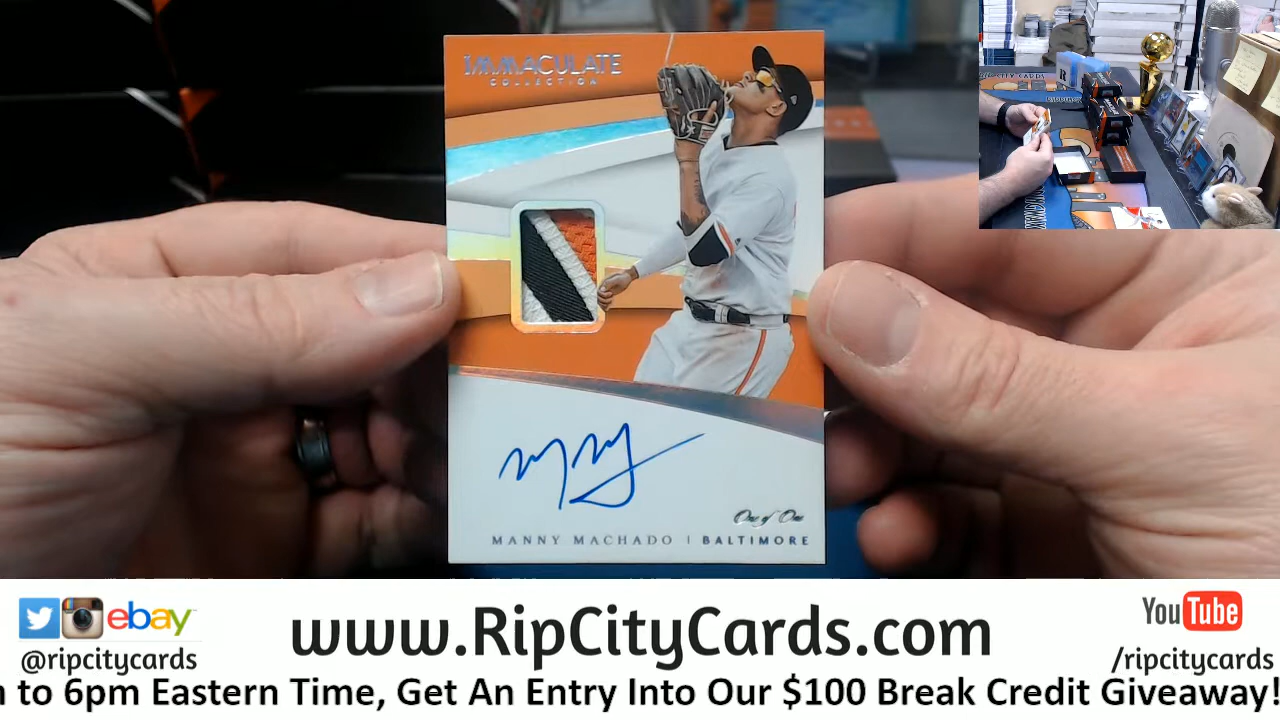 IMMACULATE
COLLECTION
One of One
MANNY MACHADO | BALTIMORE
ebay
@ripcitycards
www.RipCityCards.com
YouTube
/ripcitycards
to 6pm Eastern Time, Get An Entry Into Our $100 Break Credit Giveaway!